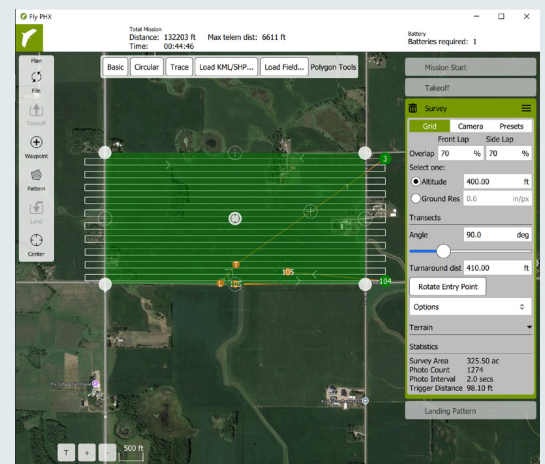 Fly PHX
Total Mission
Distance: 132203 ft Max telem dist: 6611 ft
Time: 00:44:46
Battery
Batteries required: 1
Plan
File
Takeoff
Waypoint
Pattern
Land
Center
Basic
Circular
Trace
Load KML/SHP...
Load Field...
Polygon Tools
3
T
105
L
105
104
T + -
500 ft
Mission Start
Takeoff
Survey
Grid Camera Presets
Front Lap Side Lap
Overlap 70 % 70 %
Select one:
Altitude 400.00 ft
Ground Res 0.6 in/px
Transects
Angle 90.0 deg
Turnaround dist 410.00 ft
Rotate Entry
Point
Options
Terrain
Statistics
Survey Area 325.50 ac
Photo Count 1274
Photo Interval 2.0 secs
Trigger Distance 98.10 ft
Landing Pattern